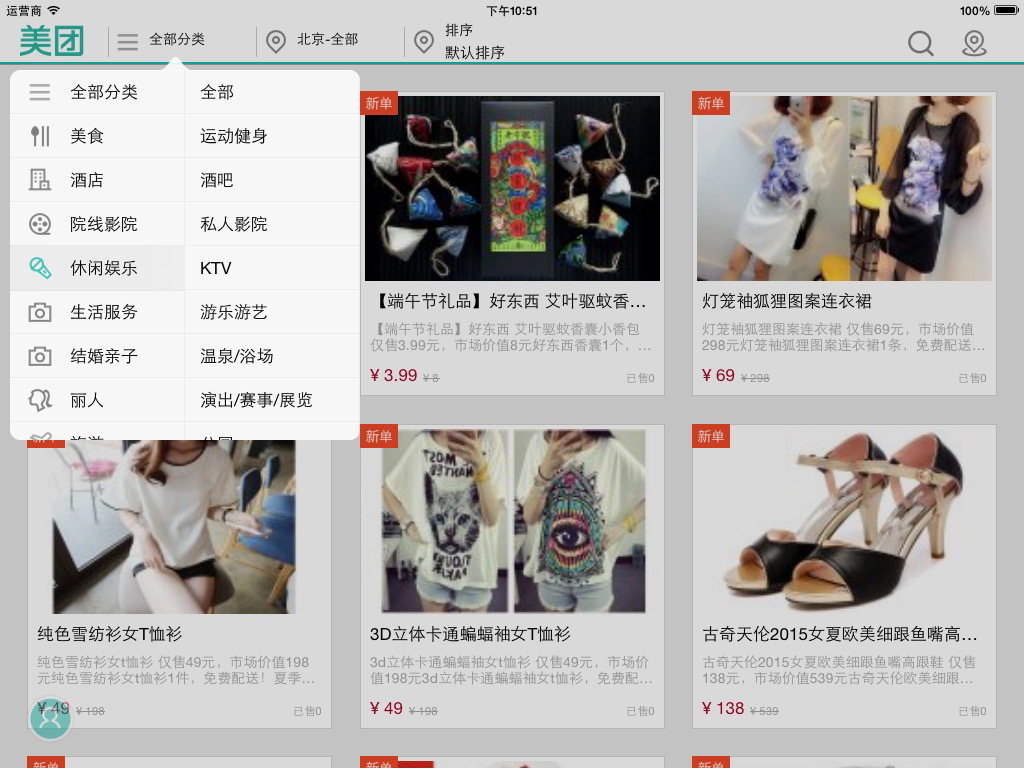 运营商
下午10:51
100%
美团
全部分类
北京-全部
排序
默认排序
全部分类
全部
美食
运动健身
酒店
酒吧
院线影院
私人影院
休闲娱乐
KTV
生活服务
游乐游艺
结婚亲子
温泉/浴场
丽人
演出/赛事/展览
新单
【端午节礼品】好东西 艾叶驱蚊香...
【端午节礼品】好东西 艾叶驱蚊香囊小香包
仅售3.99元，市场价值8元好东西香囊1个，...
¥ 3.99 ¥ 8
已售0
新单
灯笼袖狐狸图案连衣裙
灯笼袖狐狸图案连衣裙 仅售69元，市场价值
298元灯笼袖狐狸图案连衣裙1条，免费配送...
¥ 69 ¥ 298
已售0
纯色雪纺衫女T恤衫
纯色雪纺衫女t恤衫 仅售49元，市场价值198
元纯色雪纺衫女t恤衫1件，免费配送！夏季...
¥ 49 ¥ 198
已售0
新单
3D立体卡通蝙蝠袖女T恤衫
3d立体卡通蝙蝠袖女t恤衫 仅售49元，市场价
值198元3d立体卡通蝙蝠袖女t恤衫，免费配...
¥ 49 ¥ 198
已售0
新单
古奇天伦2015女夏欧美细跟鱼嘴高...
古奇天伦2015女夏欧美细跟鱼嘴高跟鞋 仅售
138元，市场价值539元古奇天伦欧美细跟...
¥ 138 ¥ 539
已售0
新单
新单
新单